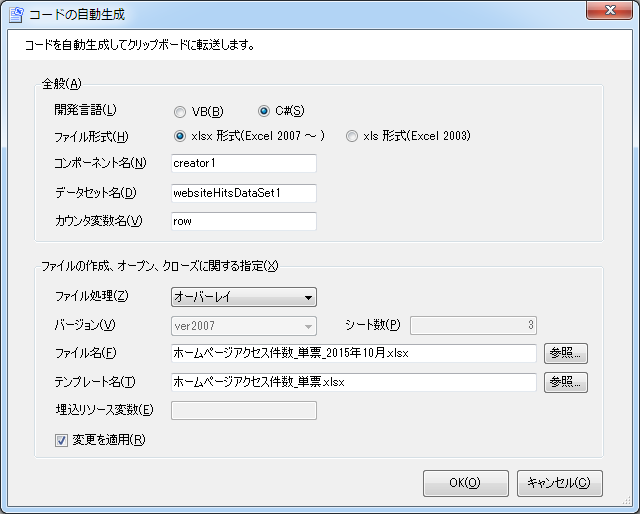 コードの自動生成
コードを自動生成してクリップボードに転送します。
全般(A)
開発言語(L) VB(B) C#(S)
ファイル形式(H) xlsx 形式(Excel 2007 ～ ) xls 形式(Excel 2003)
コンポーネント名(N) creator1
データセット名(D) websiteHitsDataSet1
カウンタ変数名(V) row
ファイルの作成、オープン、クローズに関する指定(X)
ファイル処理(Z) オーバーレイ
バージョン(V) ver2007 シート数(P) 3
ファイル名(F) ホームページアクセス件数_単票_2015年10月.xlsx 参照...
テンプレート名(T) ホームページアクセス件数_単票.xlsx 参照...
埋込リソース変数(E)
変更を適用(R)
OK(O) キャンセル(C)